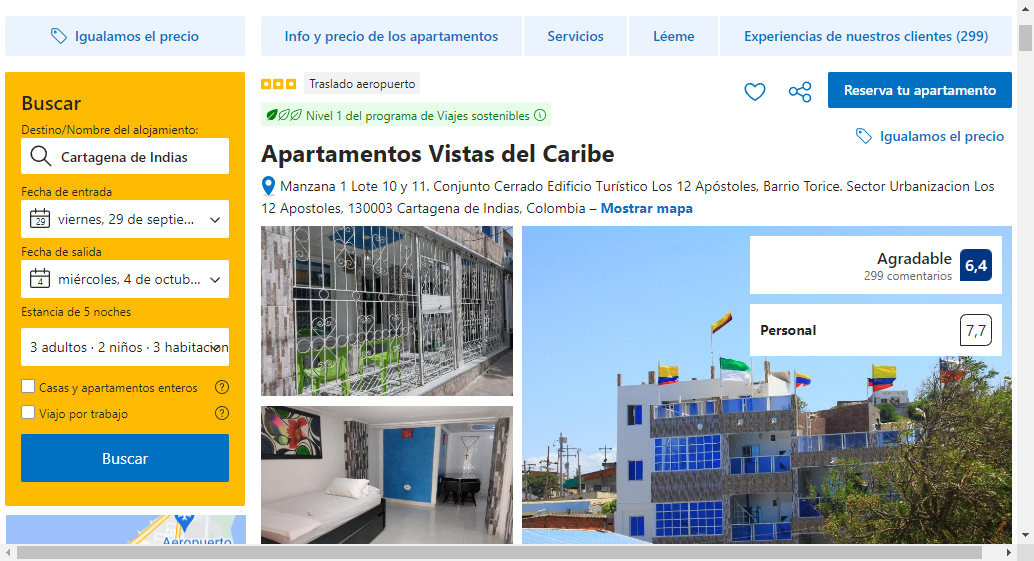 Igualamos el precio
Info y precio de los apartamentos
Servicios
Léeme
Experiencias de nuestros clientes (299)
Buscar
Destino/Nombre del alojamiento:
Cartagena de Indias
Fecha de entrada
29
viernes, 29 de septie...
Fecha de salida
4
miércoles, 4 de octub...
Estancia de 5 noches
3 adultos · 2 niños · 3 habitacion
Casas y apartamentos enteros
Viajo por trabajo
Buscar
Aeropuerto
Traslado aeropuerto
Reserva tu apartamento
Nivel 1 del programa de Viajes sostenibles
Igualamos el precio
Apartamentos Vistas del Caribe
Manzana 1 Lote 10 y 11. Conjunto Cerrado Edificio Turístico Los 12 Apóstoles, Barrio Torice. Sector Urbanizacion Los
12 Apostoles, 130003 Cartagena de Indias, Colombia – Mostrar mapa
Agradable
299 comentarios
6,4
Personal
7,7